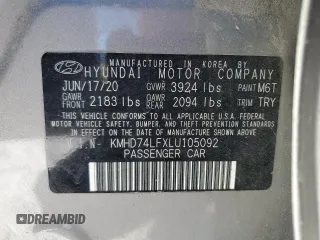 MANUFACTURED IN KOREA BY
HYUNDAI MOTOR COMPANY
JUN/17/20 GVWR 3924 lbs PAINT M6T
GAWR FRONT 2183 lbs GAWR REAR 2094 lbs TRIM TRY
THIS VEHICLE CONFORMS TO ALL APPLICABLE U.S. FEDERAL MOTOR VEHICLE SAFETY, BUMPER, AND THEFT PREVENTION STANDARDS IN EFFECT ON THE DATE OF MANUFACTURE SHOWN ABOVE.
V.I.N- KMHD74LFXLU105092
PASSENGER CAR
DREAMBID